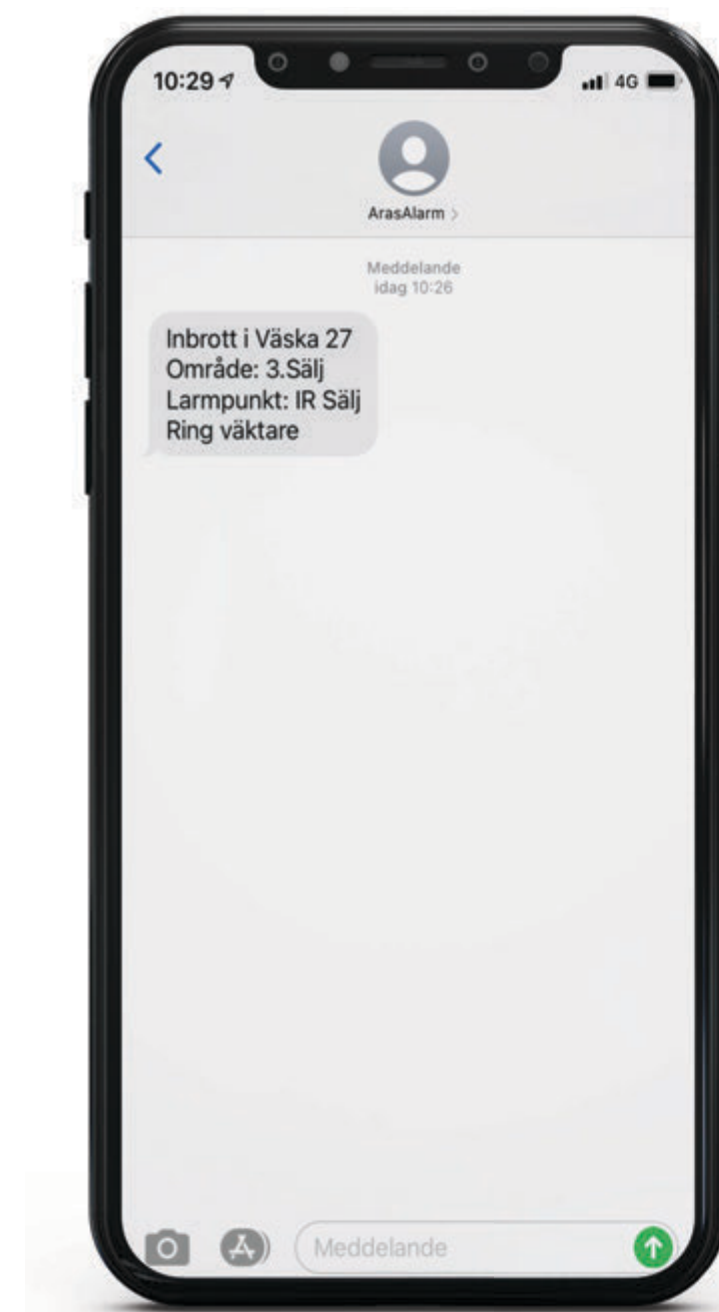 10:29
4G
ArasAlarm
Meddelande
idag 10:26
Inbrott i Väska 27
Område: 3.Sälj
Larmpunkt: IR Sälj
Ring väktare
Meddelande